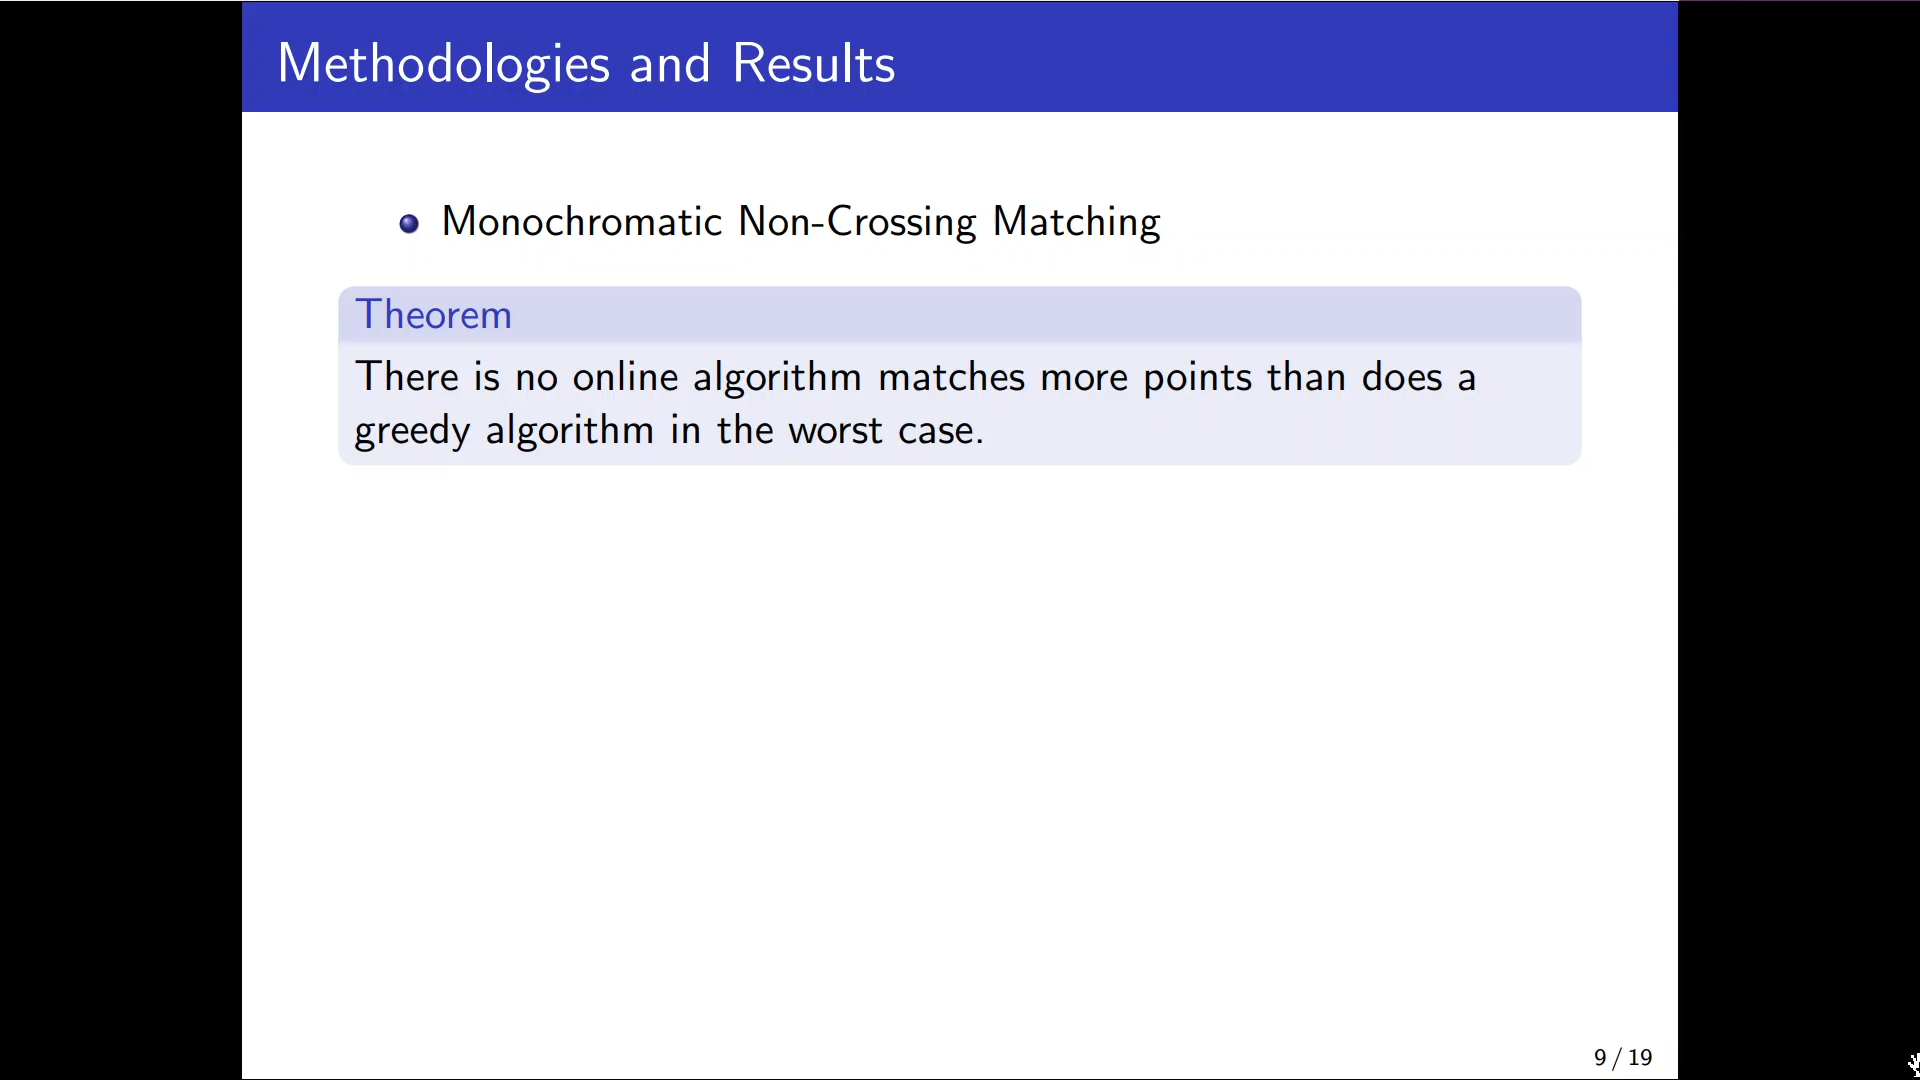 Methodologies and Results
Monochromatic Non-Crossing Matching
Theorem
There is no online algorithm matches more points than does a
greedy algorithm in the worst case.
9 / 19